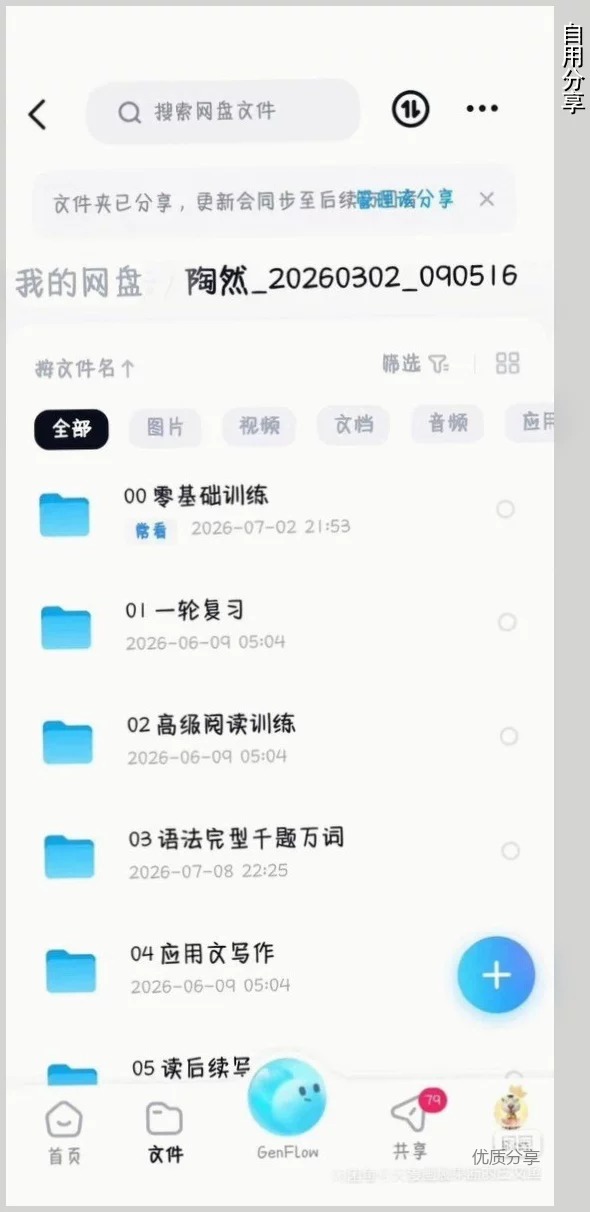 自用分享
搜索网盘文件
文件夹已分享，更新会同步至后续
分享
我的网盘 / 陶然_20260302_090516
按文件名↑
筛选
全部 图片 视频 文档 音频 应用
00 零基础训练
常看 2026-07-02 21:53
01 一轮复习
2026-06-09 05:04
02 高级阅读训练
2026-06-09 05:04
03 语法完型千题万词
2026-07-08 22:25
04 应用文写作
2026-06-09 05:04
05 读后续写
79
首页 文件 GenFlow 共享
优质分享